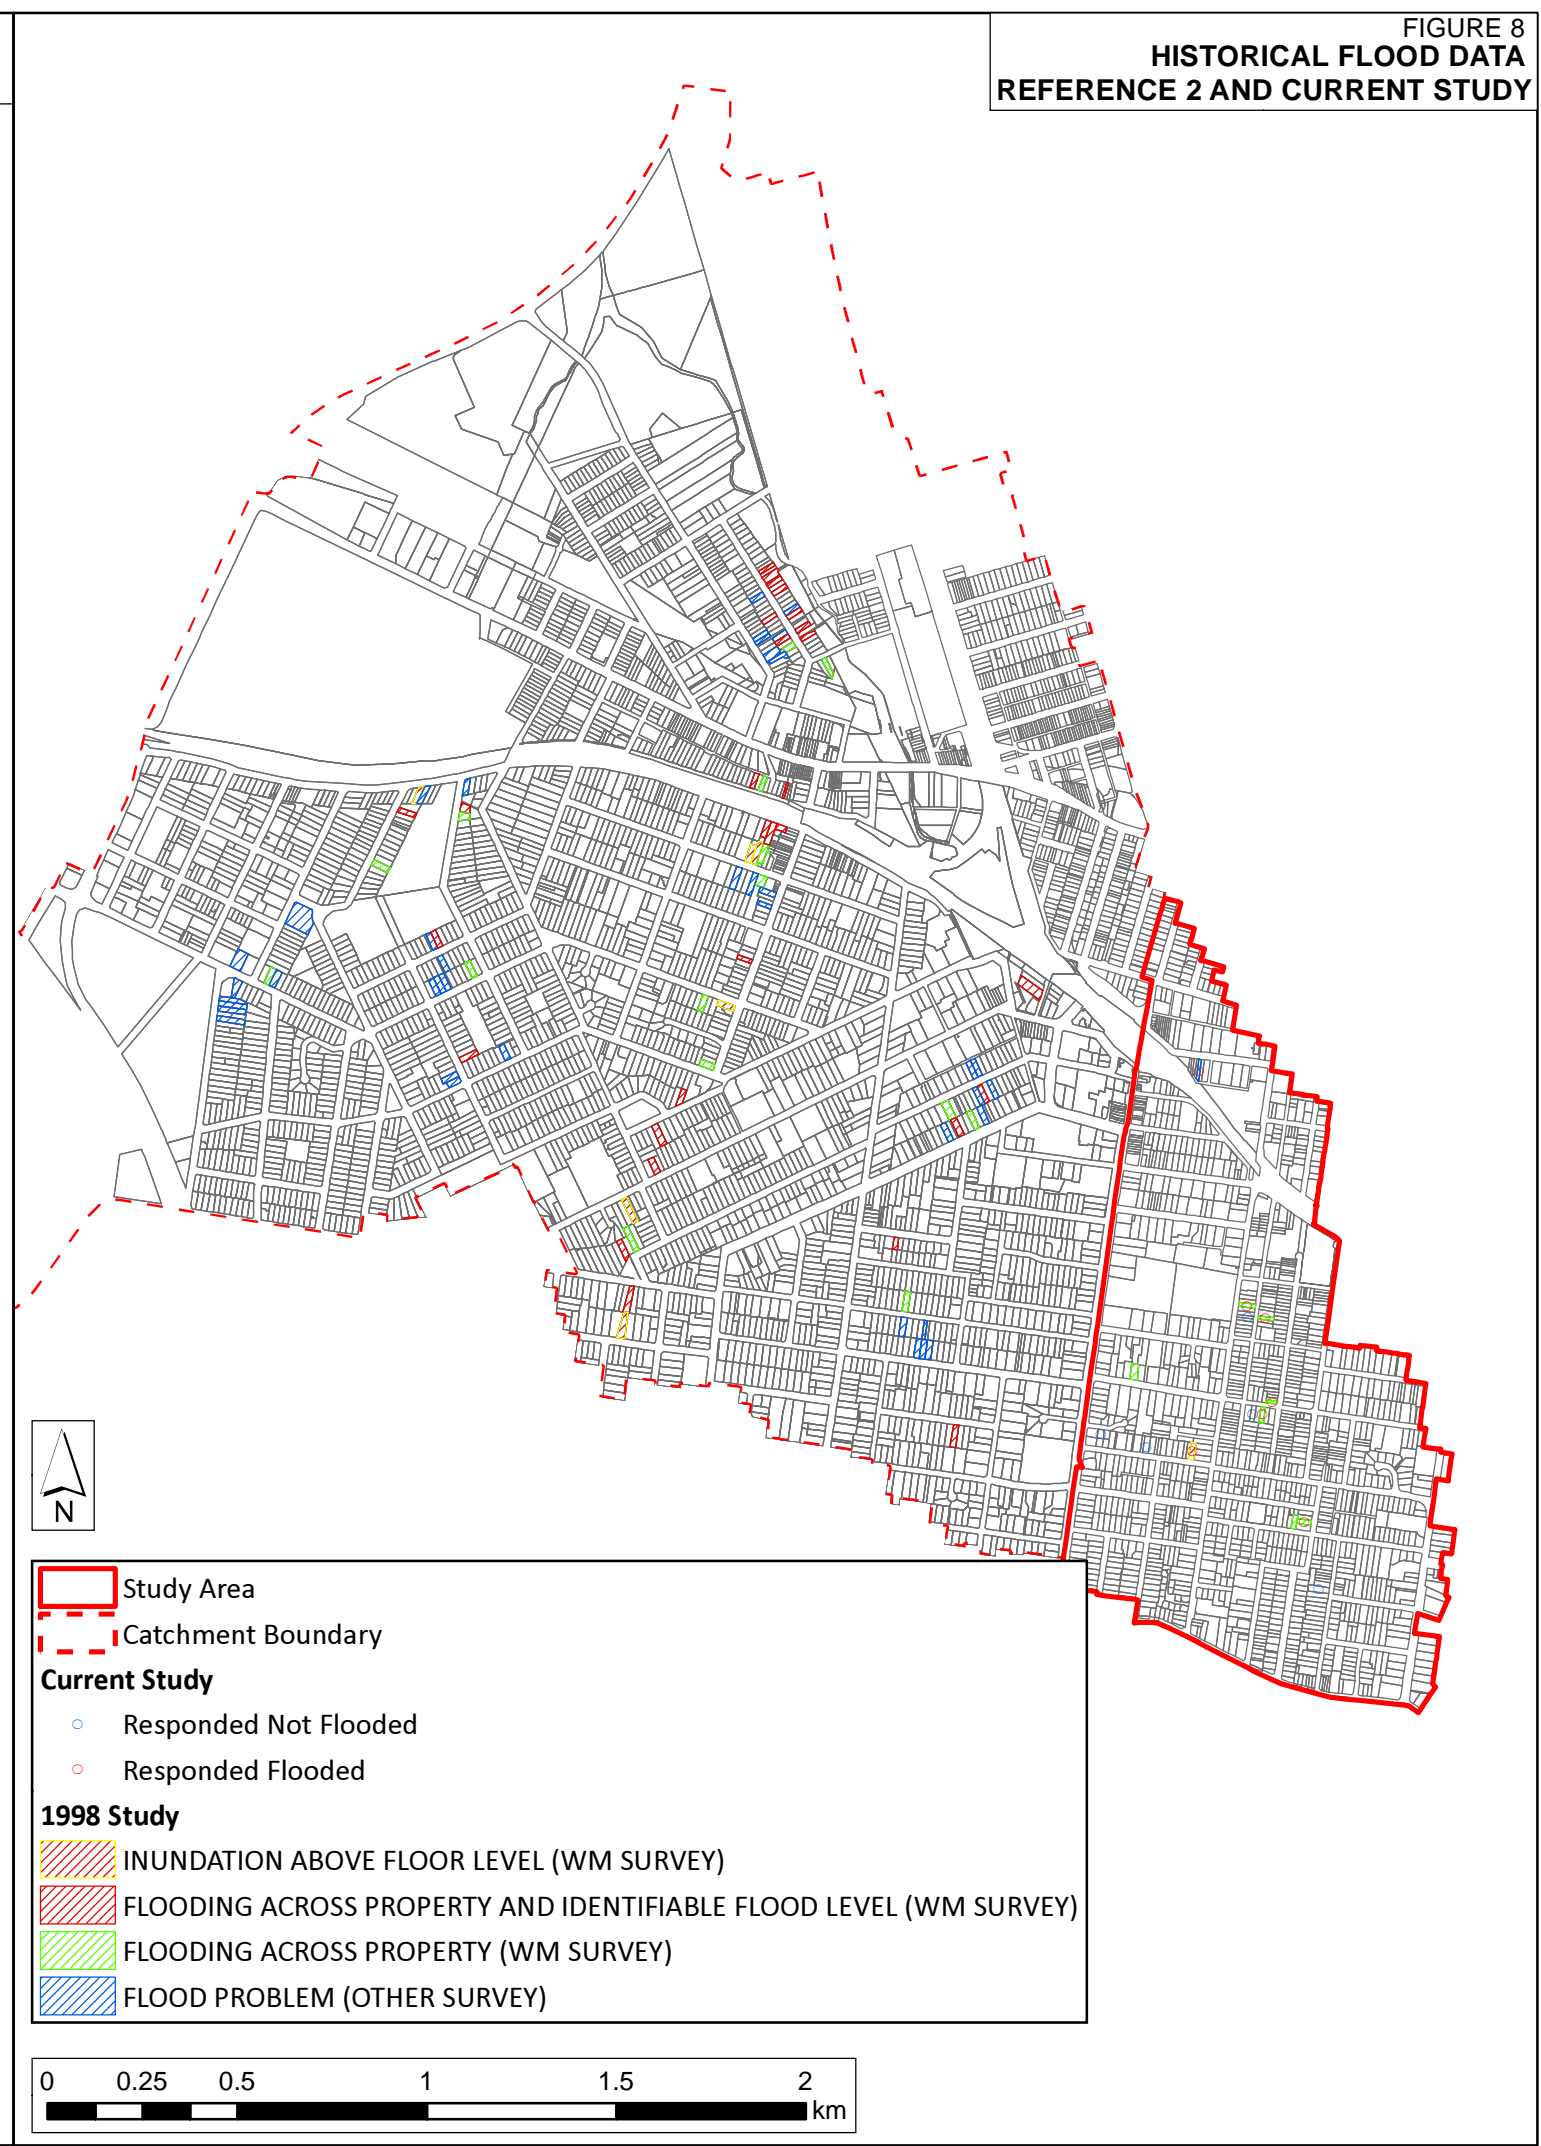 FIGURE 8
HISTORICAL FLOOD DATA
REFERENCE 2 AND CURRENT STUDY
N
Study Area
Catchment Boundary
Current Study
Responded Not Flooded
Responded Flooded
1998 Study
INUNDATION ABOVE FLOOR LEVEL (WM SURVEY)
FLOODING ACROSS PROPERTY AND IDENTIFIABLE FLOOD LEVEL (WM SURVEY)
FLOODING ACROSS PROPERTY (WM SURVEY)
FLOOD PROBLEM (OTHER SURVEY)
0 0.25 0.5 1 1.5 2
km